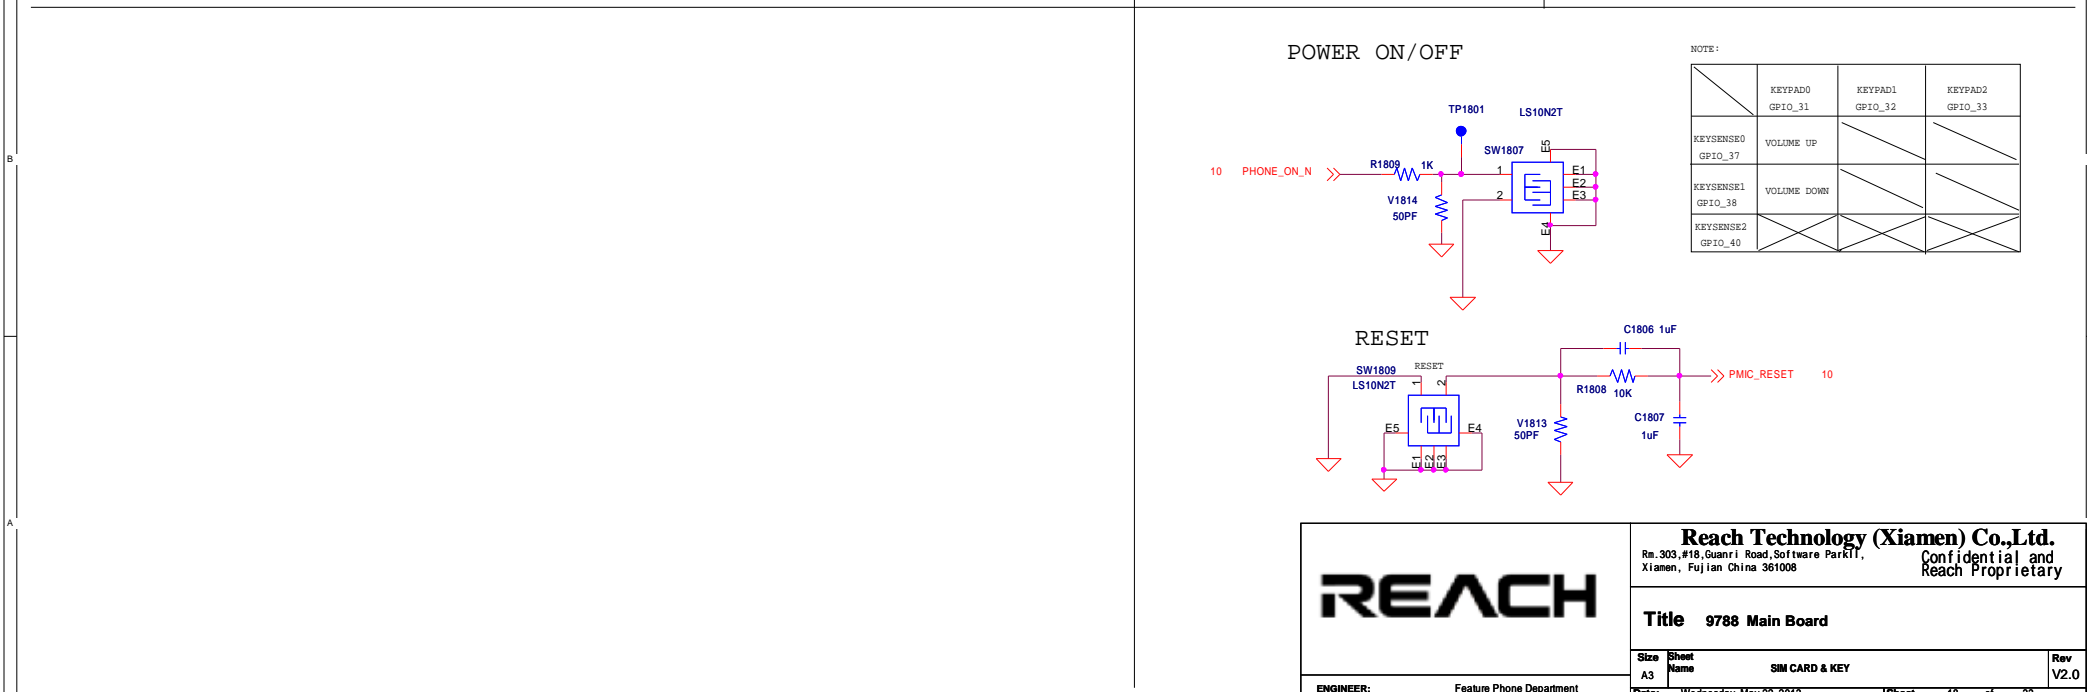 POWER ON/OFF
NOTE:
KEYPAD0 KEYPAD1 KEYPAD2
GPIO_31 GPIO_32 GPIO_33
KEYSENSE0
GPIO_37
VOLUME UP
KEYSENSE1
GPIO_38
VOLUME DOWN
KEYSENSE2
GPIO_40
TP1801
LS10N2T
SW1807
E5
R1809 1K
10 PHONE_ON_N
1
2
E1
E2
E3
E4
V1814
50PF
RESET
RESET
SW1809
LS10N2T
1 2
E5 E4
E1 E2 E3
C1806 1uF
R1808 10K
PMIC_RESET 10
V1813
50PF
C1807
1uF
B
A
REACH
Reach Technology (Xiamen) Co.,Ltd.
Rm.303,#18,Guanri Road,Software ParkII,
Xiamen, Fujian China 361008
Confidential and
Reach Proprietary
Title 9788 Main Board
Size A3
Sheet Name SIM CARD & KEY
Rev V2.0
ENGINEER: Feature Phone Department